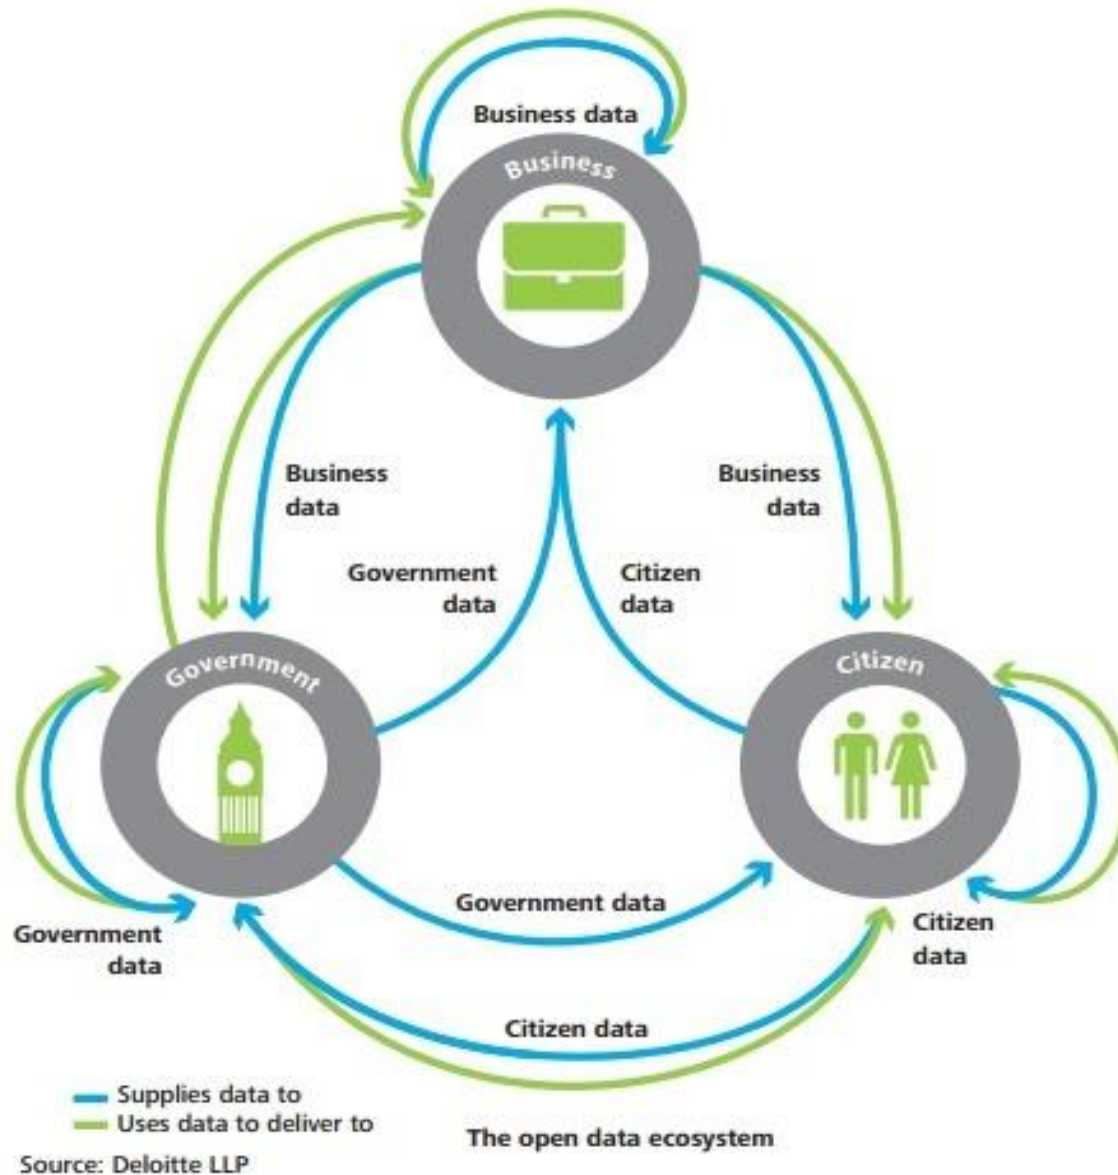 Business data
Business
Business
data
Business
data
Government
data
Citizen
data
Government
Citizen
Government data
Government
data
Citizen
data
Citizen data
Supplies data to
Uses data to deliver to
The open data ecosystem
Source: Deloitte LLP